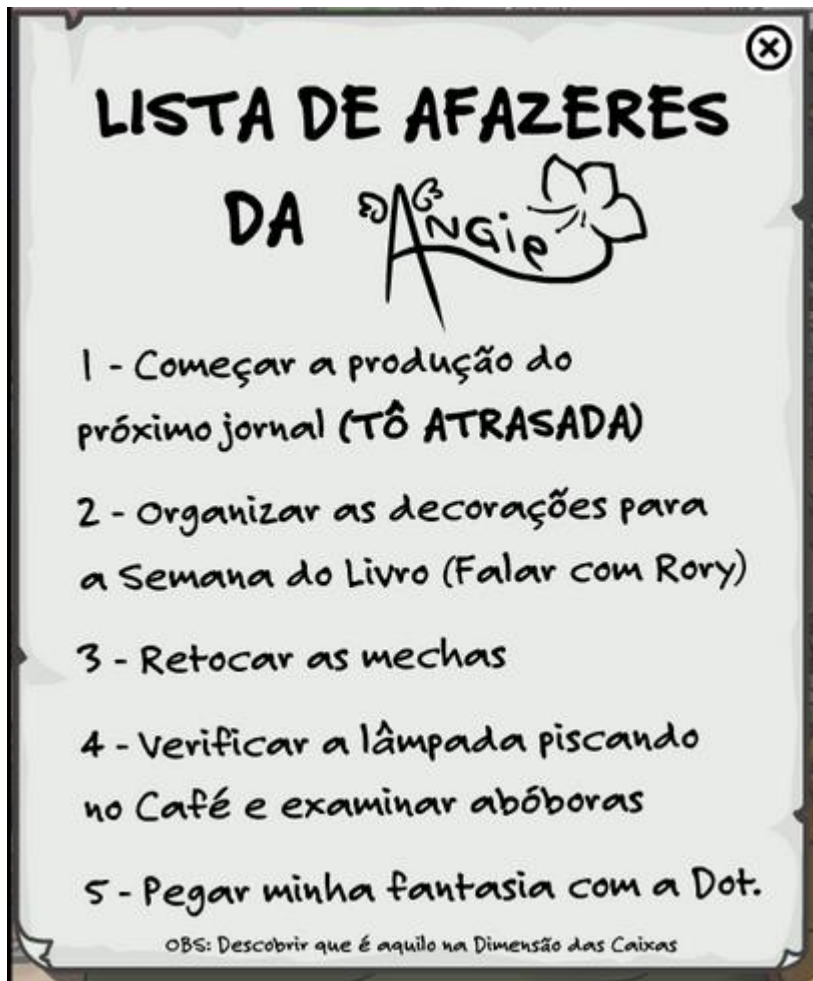 LISTA DE AFAZERES
DA ANGie
1 - Começar a produção do
próximo jornal (TÔ ATRASADA)
2 - Organizar as decorações para
a Semana do Livro (Falar com Rory)
3 - Retocar as mechas
4 - Verificar a lâmpada piscando
no Café e examinar abóboras
5 - Pegar minha fantasia com a Dot.
OBS: Descobrir que é aquilo na Dimensão das Caixas